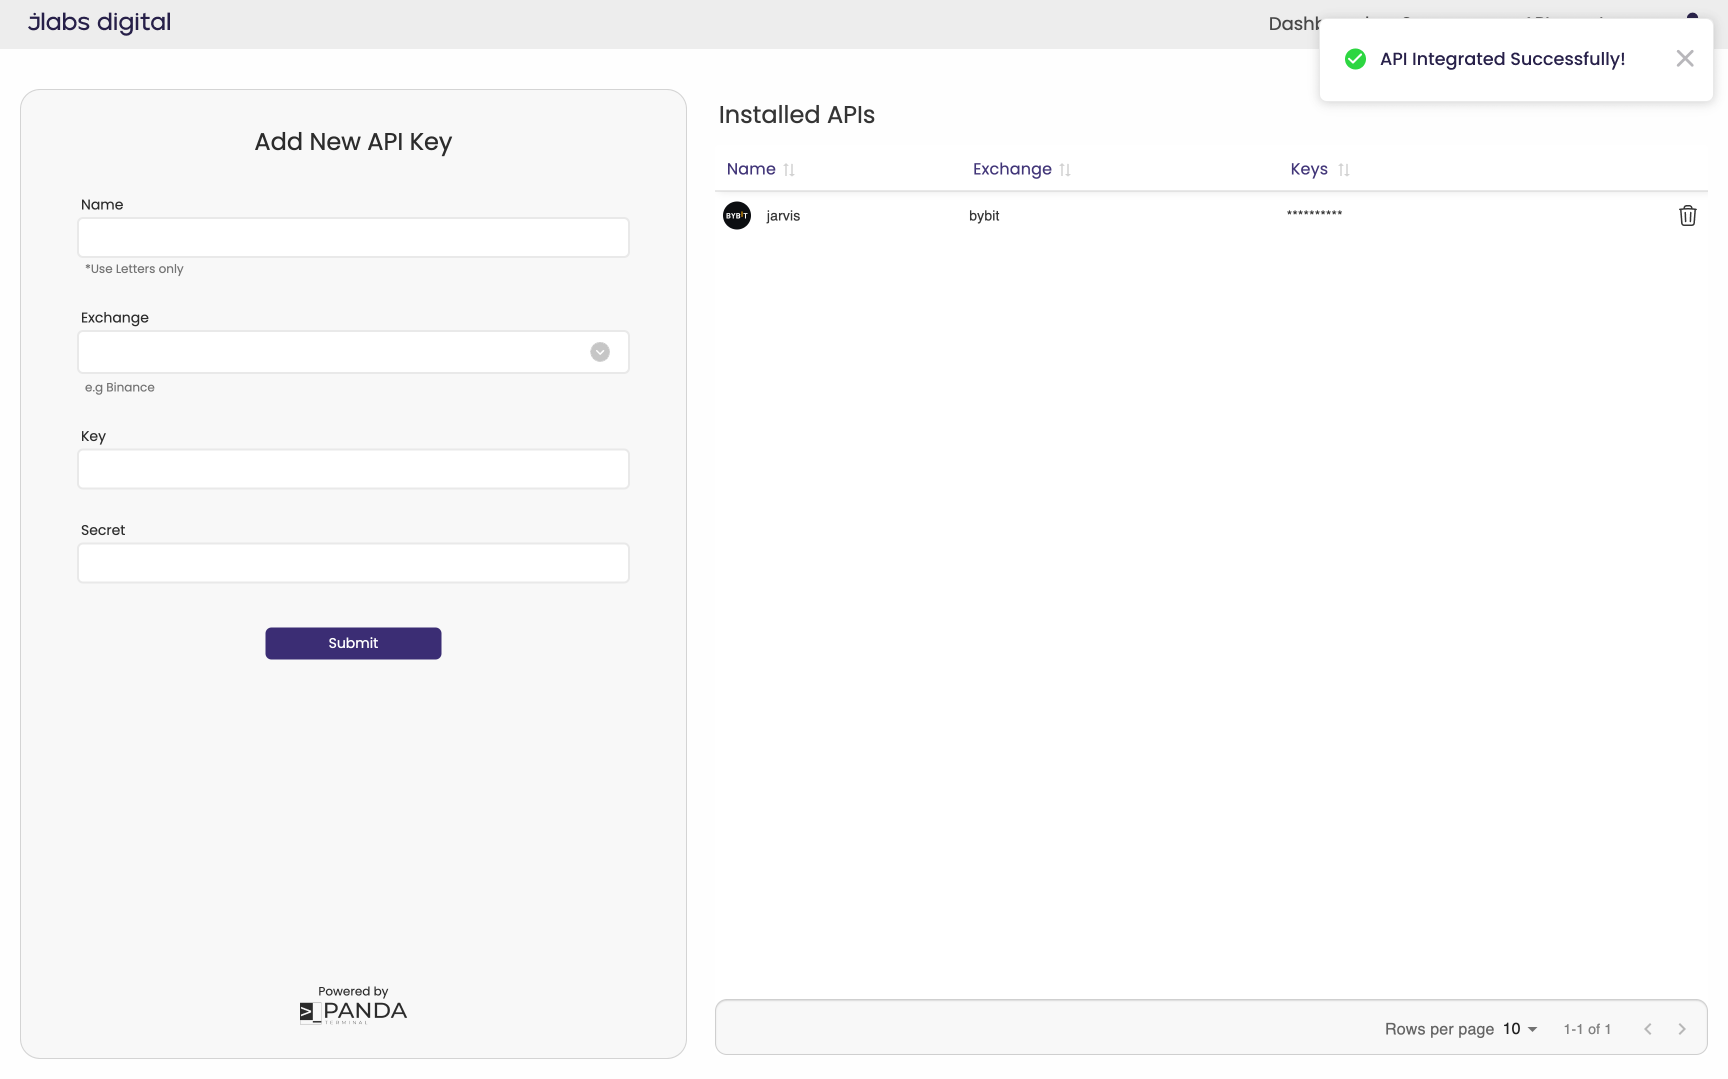 jlabs digital
API Integrated Successfully!
Add New API Key
Name
*Use Letters only
Exchange
e.g Binance
Key
Secret
Submit
Powered by
PANDA
TERMINAL
Installed APIs
Name Exchange Keys
BYBIT jarvis bybit **********
Rows per page 10 1-1 of 1